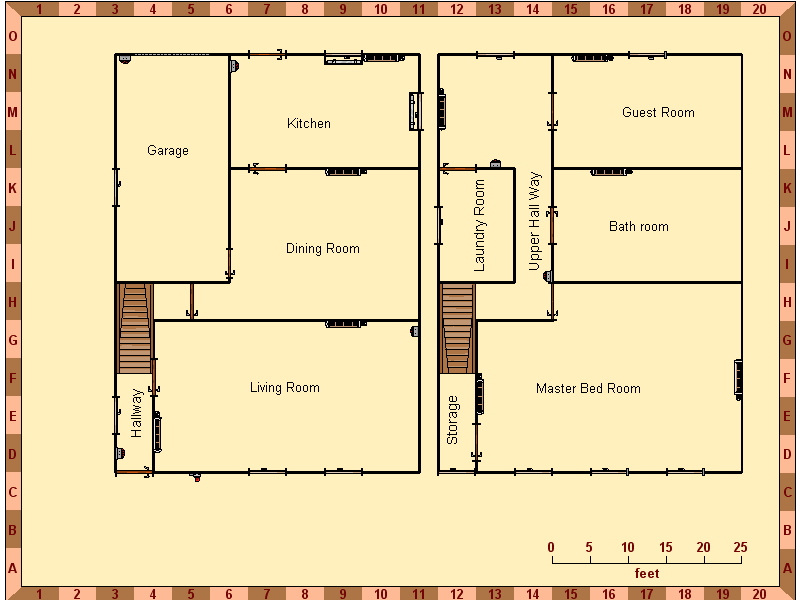 1 2 3 4 5 6 7 8 9 10 11 12 13 14 15 16 17 18 19 20
O O
N N
M M
Kitchen
Guest Room
L L
Garage
K K
Laundry Room
Upper Hall Way
J J
Dining Room
Bath room
I I
H H
G G
F F
Living Room
Master Bed Room
E E
Hallway
Storage
D D
C C
B B
0 5 10 15 20 25
feet
A A
1 2 3 4 5 6 7 8 9 10 11 12 13 14 15 16 17 18 19 20